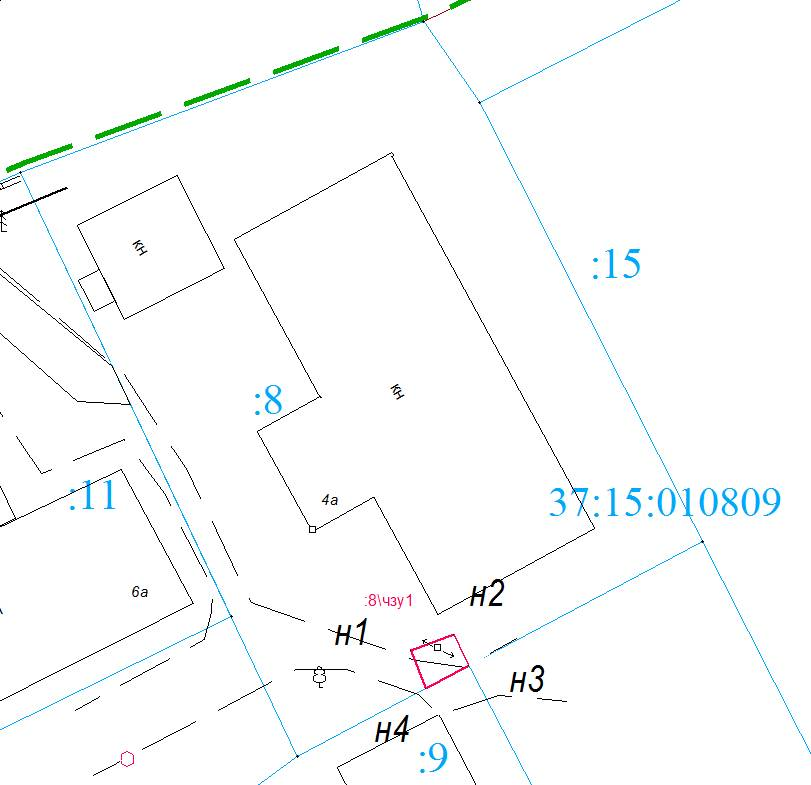 кн
:15
:8
кн
:11
4а
37:15:010809
6а
:8\чзу1
н2
н1
н3
н4
:9